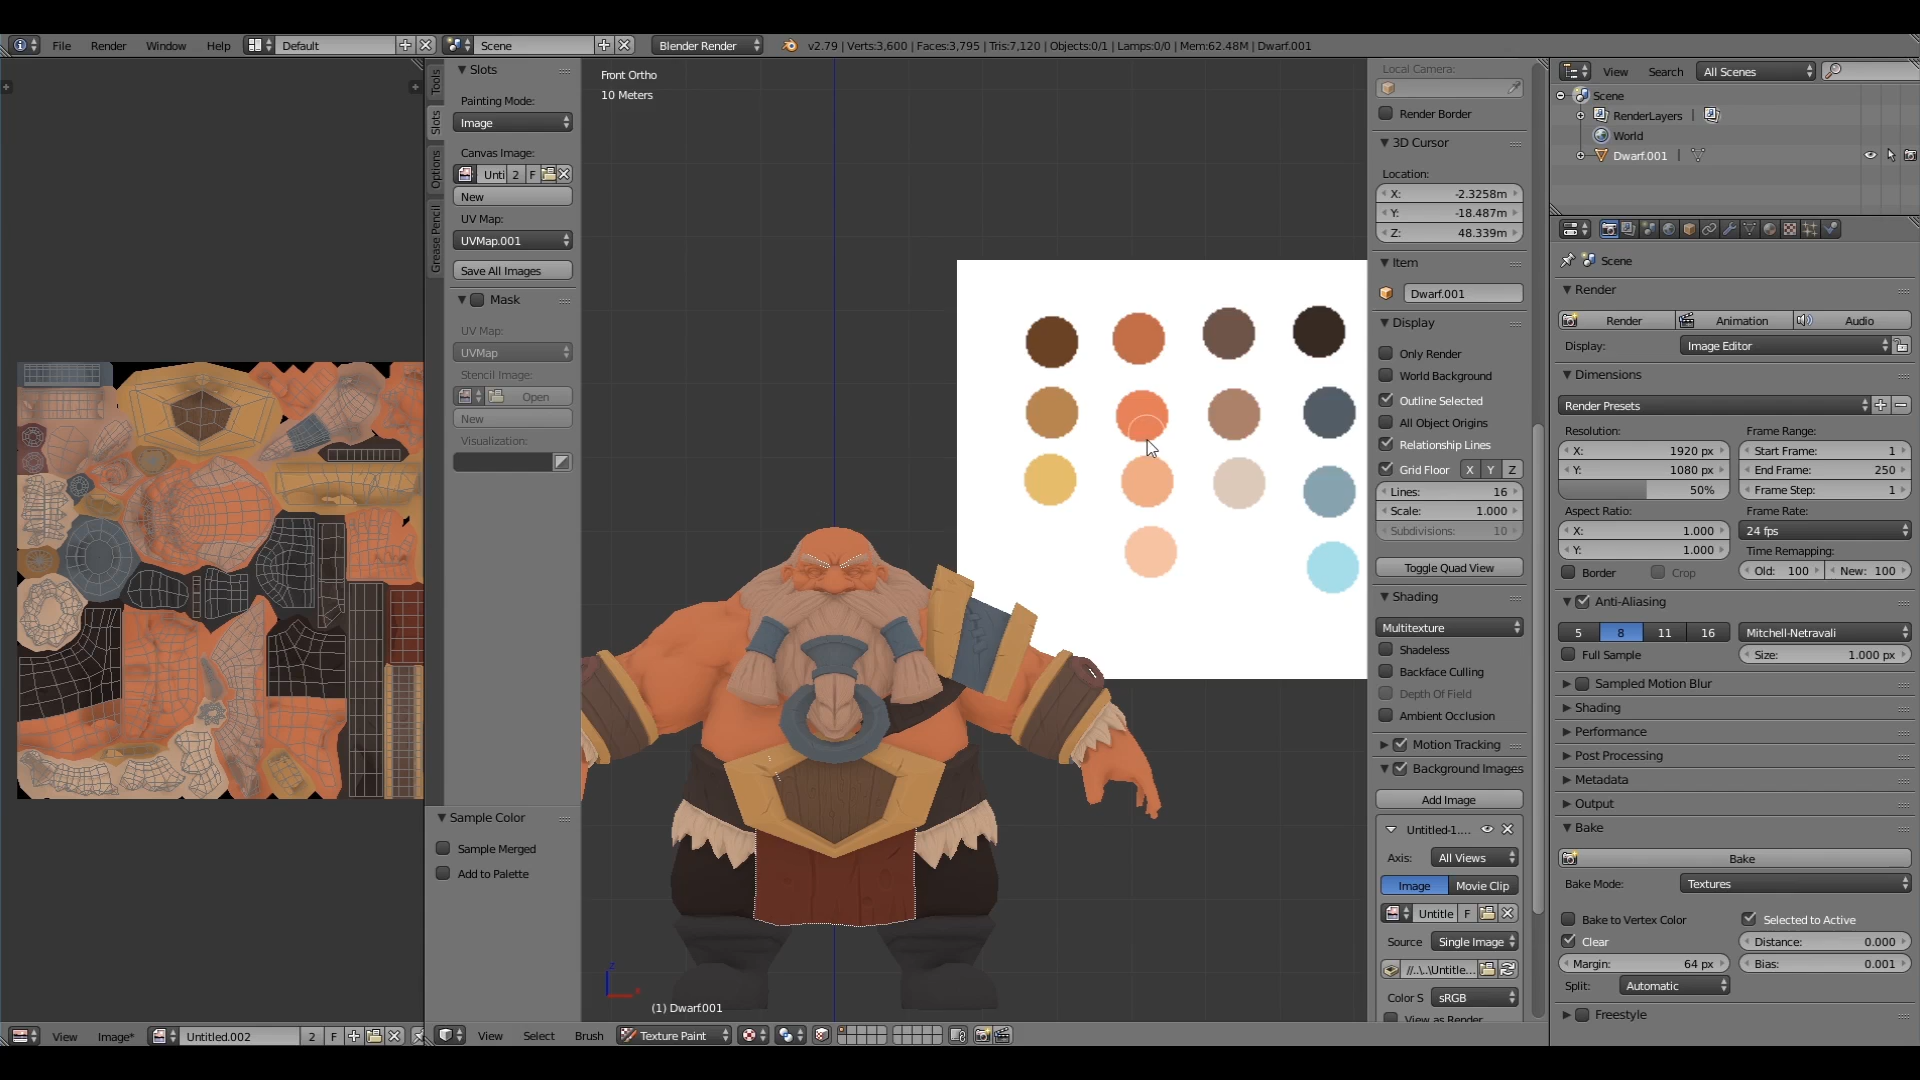 File Render Window Help Default Scene Blender Render v2.79 | Verts:3,600 | Faces:3,795 | Tris:7,120 | Objects:0/1 | Lamps:0/0 | Mem:62.48M | Dwarf.001
Tools
Slots
Options
Grease Pencil
Slots
Painting Mode:
Image
Canvas Image:
Unti 2 F
New
UV Map:
UVMap.001
Save All Images
Mask
UV Map:
UVMap
Stencil Image:
Open
New
Visualization:
Sample Color
Sample Merged
Add to Palette
Front Ortho
10 Meters
z
x
(1) Dwarf.001
Local Camera:
Render Border
3D Cursor
Location:
X: -2.3258m
Y: -18.487m
Z: 48.339m
Item
Dwarf.001
Display
Only Render
World Background
Outline Selected
All Object Origins
Relationship Lines
Grid Floor X Y Z
Lines: 16
Scale: 1.000
Subdivisions: 10
Toggle Quad View
Shading
Multitexture
Shadeless
Backface Culling
Depth Of Field
Ambient Occlusion
Motion Tracking
Background Images
Add Image
Untitled-1....
Axis: All Views
Image Movie Clip
Untitle F
Source Single Image
//..\..\Untitle...
Color S sRGB
View as Render
View Search All Scenes
Scene
RenderLayers |
World
Dwarf.001 |
Scene
Render
Render Animation Audio
Display: Image Editor
Dimensions
Render Presets
Resolution: Frame Range:
X: 1920 px Start Frame: 1
Y: 1080 px End Frame: 250
50% Frame Step: 1
Aspect Ratio: Frame Rate:
X: 1.000 24 fps
Y: 1.000 Time Remapping:
Border Crop Old: 100 New: 100
Anti-Aliasing
5 8 11 16 Mitchell-Netravali
Full Sample Size: 1.000 px
Sampled Motion Blur
Shading
Performance
Post Processing
Metadata
Output
Bake
Bake
Bake Mode: Textures
Bake to Vertex Color Selected to Active
Clear Distance: 0.000
Margin: 64 px Bias: 0.001
Split: Automatic
Freestyle
View Image* Untitled.002 2 F View Select Brush Texture Paint